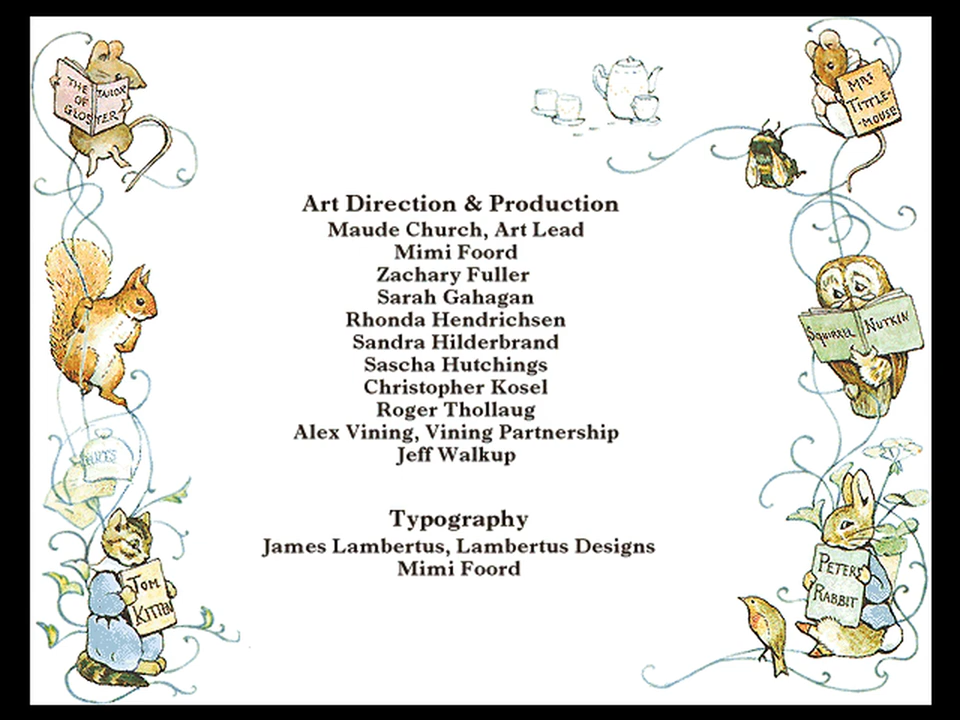 THE TAILOR
OF
GLOSTER
MRS
TITTLE-
-MOUSE
Art Direction & Production
Maude Church, Art Lead
Mimi Foord
Zachary Fuller
Sarah Gahagan
Rhonda Hendrichsen
Sandra Hilderbrand
Sascha Hutchings
Christopher Kosel
Roger Thollaug
Alex Vining, Vining Partnership
Jeff Walkup
SQUIRREL NUTKIN
Typography
James Lambertus, Lambertus Designs
Mimi Foord
TOM
KITTEN
PETER
RABBIT